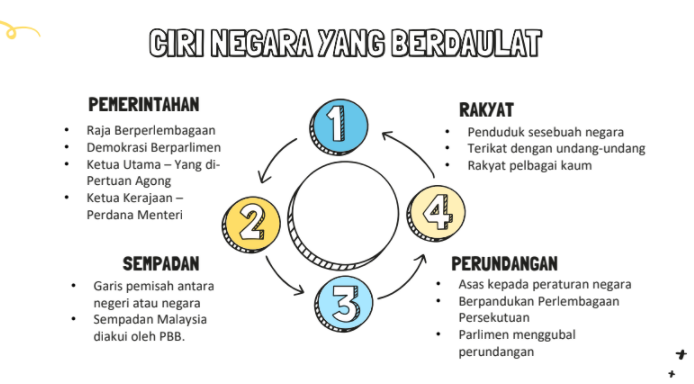 CIRI NEGARA YANG BERDAULAT
PEMERINTAHAN
• Raja Berperlembagaan
• Demokrasi Berparlimen
• Ketua Utama – Yang di-
Pertuan Agong
• Ketua Kerajaan –
Perdana Menteri
1
RAKYAT
• Penduduk sesebuah negara
• Terikat dengan undang-undang
• Rakyat pelbagai kaum
2
4
SEMPADAN
• Garis pemisah antara
negeri atau negara
• Sempadan Malaysia
diakui oleh PBB.
3
PERUNDANGAN
• Asas kepada peraturan negara
• Berpandukan Perlembagaan
Persekutuan
• Parlimen menggubal
perundangan